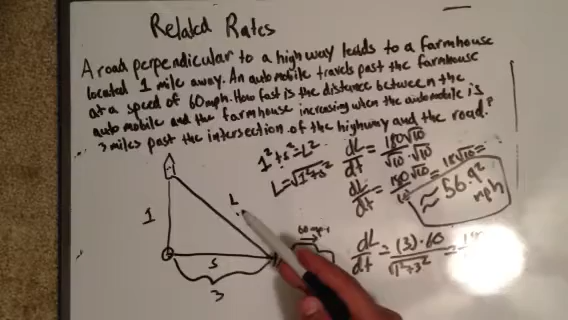 Related Rates
A road perpendicular to a highway leads to a farmhouse
located 1 mile away. An automobile travels past the farmhouse
at a speed of 60mph. How fast is the distance between the
automobile and the farmhouse increasing when the automobile is
3 miles past the intersection of the highway and the road?
1²+s²=L²
L=√1²+s²
dL/dt = 180√10/√10·√10
dL/dt = 180√10/10 = 18√10 =
≈ 56.92 mph
dL/dt = (3)·60/√1²+3² =
60 mph
L
1
s
3